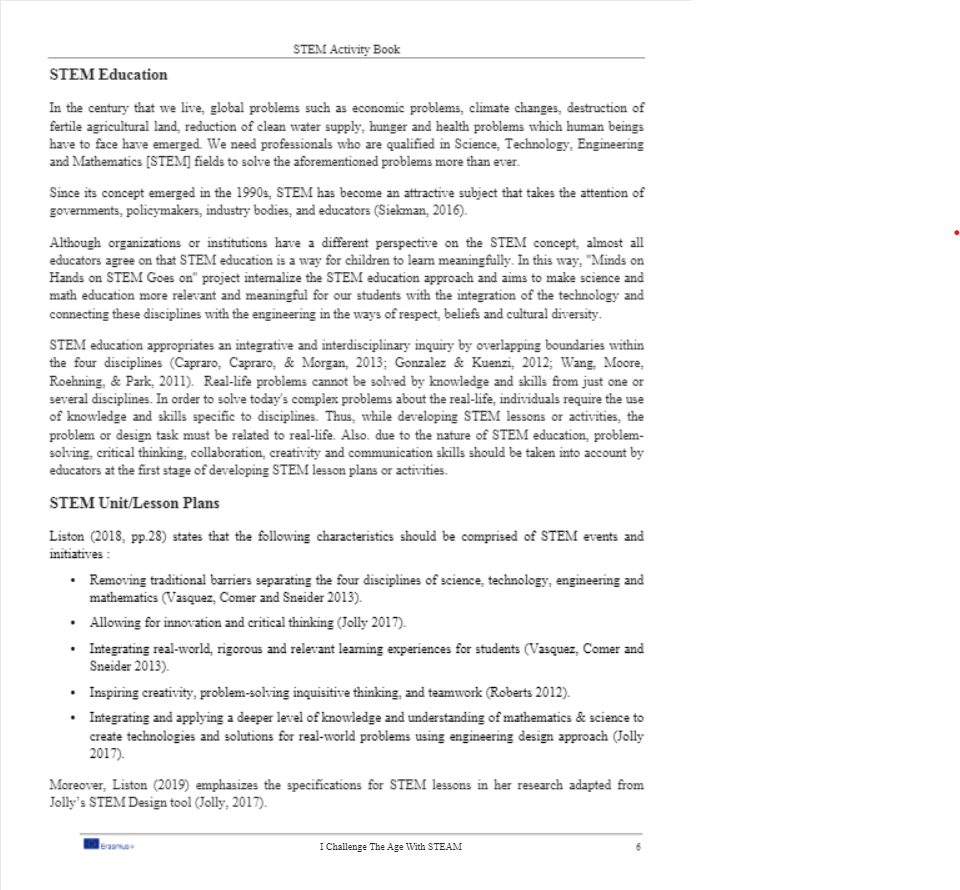 STEM Activity Book
STEM Education
In the century that we live, global problems such as economic problems, climate changes, destruction of
fertile agricultural land, reduction of clean water supply, hunger and health problems which human beings
have to face have emerged. We need professionals who are qualified in Science, Technology, Engineering
and Mathematics [STEM] fields to solve the aforementioned problems more than ever.
Since its concept emerged in the 1990s, STEM has become an attractive subject that takes the attention of
governments, policymakers, industry bodies, and educators (Siekman, 2016).
Although organizations or institutions have a different perspective on the STEM concept, almost all
educators agree on that STEM education is a way for children to learn meaningfully. In this way, "Minds on
Hands on STEM Goes on" project internalize the STEM education approach and aims to make science and
math education more relevant and meaningful for our students with the integration of the technology and
connecting these disciplines with the engineering in the ways of respect, beliefs and cultural diversity.
STEM education appropriates an integrative and interdisciplinary inquiry by overlapping boundaries within
the four disciplines (Capraro, Capraro, & Morgan, 2013; Gonzalez & Kuenzi, 2012; Wang, Moore,
Roehning, & Park, 2011). Real-life problems cannot be solved by knowledge and skills from just one or
several disciplines. In order to solve today's complex problems about the real-life, individuals require the use
of knowledge and skills specific to disciplines. Thus, while developing STEM lessons or activities, the
problem or design task must be related to real-life. Also. due to the nature of STEM education, problem-
solving, critical thinking, collaboration, creativity and communication skills should be taken into account by
educators at the first stage of developing STEM lesson plans or activities.
STEM Unit/Lesson Plans
Liston (2018, pp.28) states that the following characteristics should be comprised of STEM events and
initiatives :
• Removing traditional barriers separating the four disciplines of science, technology, engineering and
mathematics (Vasquez, Comer and Sneider 2013).
• Allowing for innovation and critical thinking (Jolly 2017).
• Integrating real-world, rigorous and relevant learning experiences for students (Vasquez, Comer and
Sneider 2013).
• Inspiring creativity, problem-solving inquisitive thinking, and teamwork (Roberts 2012).
• Integrating and applying a deeper level of knowledge and understanding of mathematics & science to
create technologies and solutions for real-world problems using engineering design approach (Jolly
2017).
Moreover, Liston (2019) emphasizes the specifications for STEM lessons in her research adapted from
Jolly's STEM Design tool (Jolly, 2017).
Erasmus+ I Challenge The Age With STEAM 6